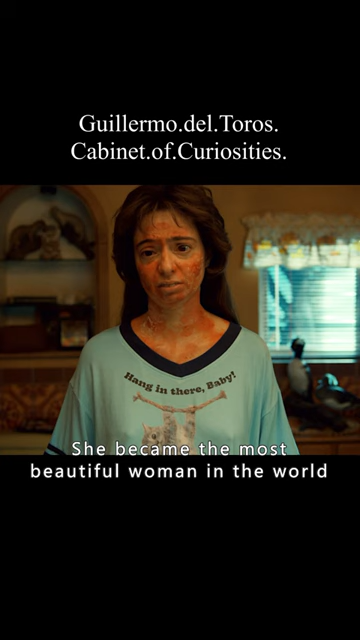 Guillermo.del.Toros.
Cabinet.of.Curiosities.
Hang in there, Baby!
She became the most
beautiful woman in the world